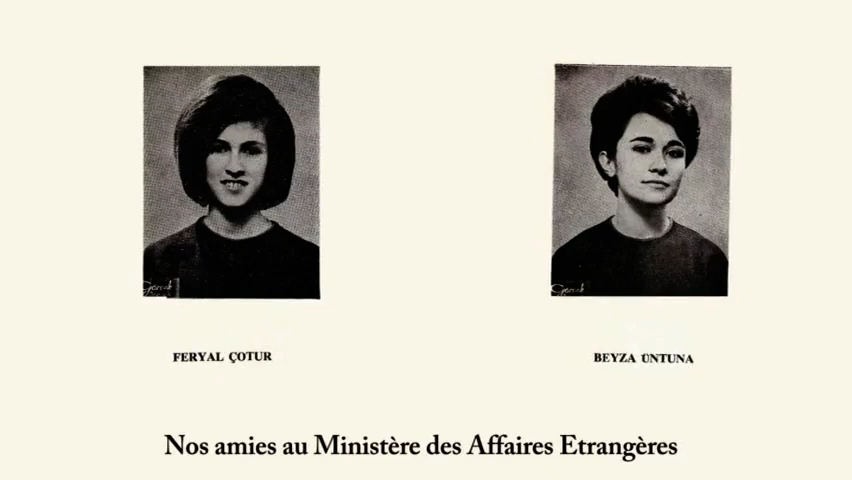 FERYAL ÇOTUR
BEYZA ÜNTUNA
Nos amies au Ministère des Affaires Etrangères